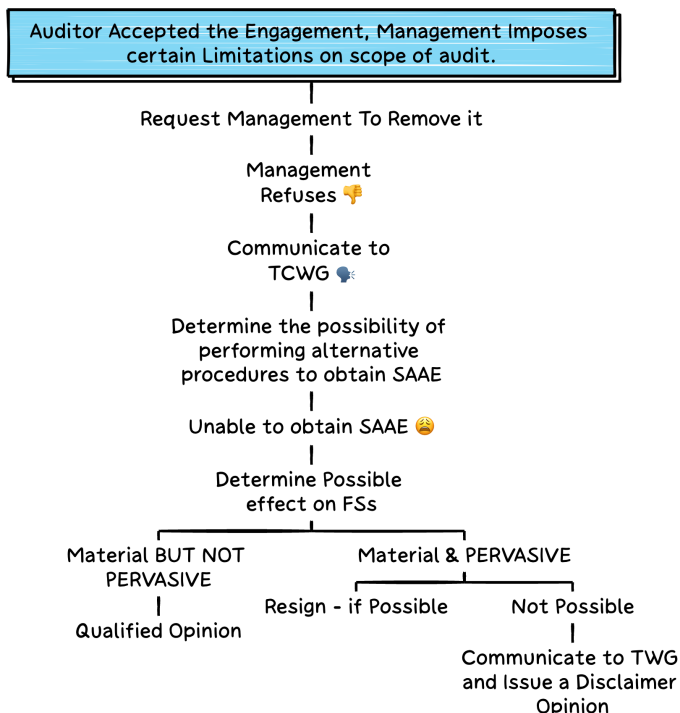 Auditor Accepted the Engagement, Management Imposes
certain Limitations on scope of audit.
Request Management To Remove it
Management
Refuses 👎
Communicate to
TCWG 🗣️
Determine the possibility of
performing alternative
procedures to obtain SAAE
Unable to obtain SAAE 😩
Determine Possible
effect on FSs
Material BUT NOT
PERVASIVE
Qualified Opinion
Material & PERVASIVE
Resign - if Possible
Not Possible
Communicate to TWG
and Issue a Disclaimer
Opinion